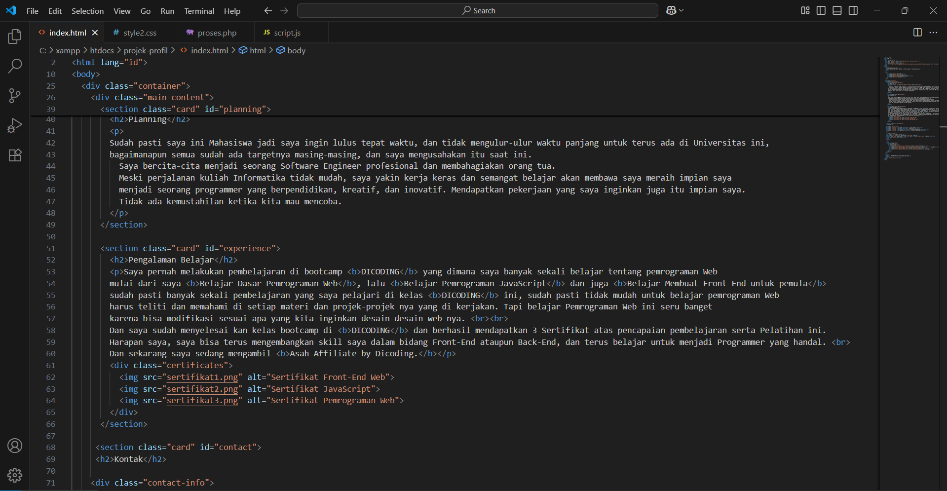 File Edit Selection View Go Run Terminal Help
Search
index.html
# style2.css
proses.php
JS script.js
C: > xampp > htdocs > projek-profil > index.html > html > body
2 <html lang="id">
10 <body>
25 <div class="container">
26 <div class="main-content">
39 <section class="card" id="planning">
40 <h2>Planning</h2>
41 <p>
42 Sudah pasti saya ini Mahasiswa jadi saya ingin lulus tepat waktu, dan tidak mengulur-ulur waktu panjang untuk terus ada di Universitas ini,
43 bagaimanapun semua sudah ada targetnya masing-masing, dan saya mengusahakan itu saat ini.
44 Saya bercita-cita menjadi seorang Software Engineer profesional dan membahagiakan orang tua.
45 Meski perjalanan kuliah Informatika tidak mudah, saya yakin kerja keras dan semangat belajar akan membawa saya meraih impian saya
46 menjadi seorang programmer yang berpendidikan, kreatif, dan inovatif. Mendapatkan pekerjaan yang saya inginkan juga itu impian saya.
47 Tidak ada kemustahilan ketika kita mau mencoba.
48 </p>
49 </section>
50
51 <section class="card" id="experience">
52 <h2>Pengalaman Belajar</h2>
53 <p>Saya pernah melakukan pembelajaran di bootcamp <b>DICODING</b> yang dimana saya banyak sekali belajar tentang pemrograman Web
54 mulai dari saya <b>Belajar Dasar Pemrograman Web</b>, lalu <b>Belajar Pemrograman JavaScript</b> dan juga <b>Belajar Membuat Front End untuk pemula</b>
55 sudah pasti banyak sekali pembelajaran yang saya pelajari di kelas <b>DICODING</b> ini, sudah pasti tidak mudah untuk belajar pemrograman Web
56 harus teliti dan memahami di setiap materi dan projek-projek nya yang di kerjakan. Tapi belajar Pemrograman Web ini seru banget
57 karena bisa modifikasi sesuai apa yang kita inginkan desain desain web nya. <br><br>
58 Dan saya sudah menyelesai kan kelas bootcamp di <b>DICODING</b> dan berhasil mendapatkan 3 Sertifikat atas pencapaian pembelajaran serta Pelatihan ini.
59 Harapan saya, saya bisa terus mengembangkan skill saya dalam bidang Front-End ataupun Back-End, dan terus belajar untuk menjadi Programmer yang handal. <br>
60 Dan sekarang saya sedang mengambil <b>Asah Affiliate by Dicoding.</b></p>
61 <div class="certificates">
62 <img src="sertifikat1.png" alt="Sertifikat Front-End Web">
63 <img src="sertifikat2.png" alt="Sertifikat JavaScript">
64 <img src="sertifikat3.png" alt="Sertifikat Pemrograman Web">
65 </div>
66 </section>
67
68 <section class="card" id="contact">
69 <h2>Kontak</h2>
70
71 <div class="contact-info">